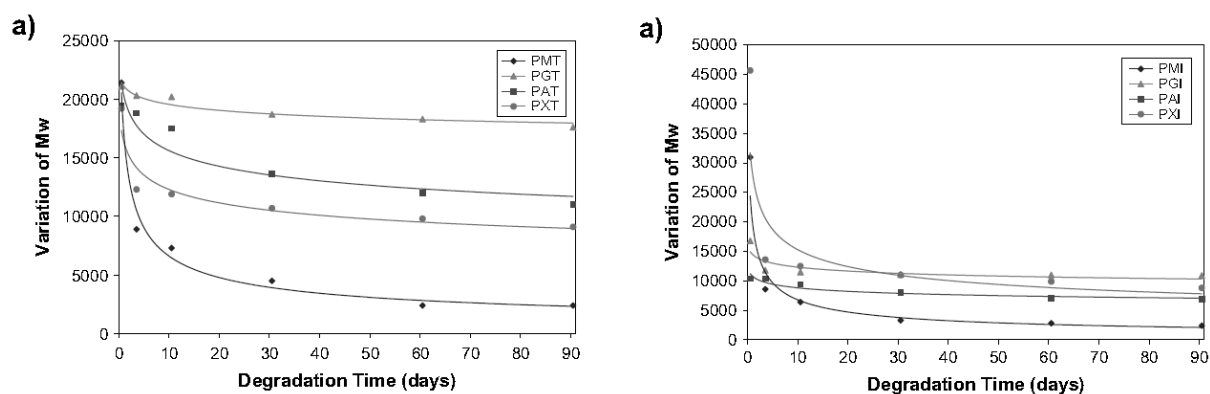 a)
25000
20000
15000
10000
5000
0
Variation of Mw
0 10 20 30 40 50 60 70 80 90
Degradation Time (days)
PMT
PGT
PAT
PXT
a)
50000
45000
40000
35000
30000
25000
20000
15000
10000
5000
0
Variation of Mw
0 10 20 30 40 50 60 70 80 90
Degradation Time (days)
PMI
PGI
PAI
PXI